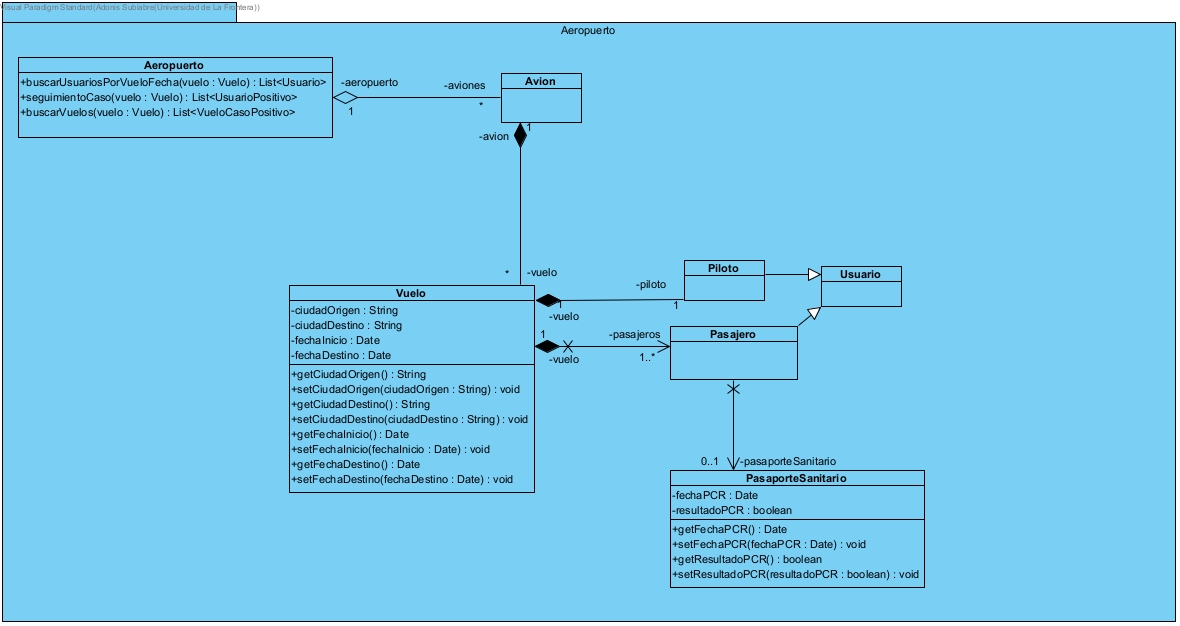 Visual Paradigm Standard(Adonis Subiabre(Universidad de La Frontera))
Aeropuerto
Aeropuerto
+buscarUsuariosPorVueloFecha(vuelo : Vuelo) : List<Usuario>
+seguimientoCaso(vuelo : Vuelo) : List<UsuarioPositivo>
+buscarVuelos(vuelo : Vuelo) : List<VueloCasoPositivo>
-aeropuerto
1
-aviones
*
Avion
1
-avion
*
-vuelo
Vuelo
-ciudadOrigen : String
-ciudadDestino : String
-fechaInicio : Date
-fechaDestino : Date
+getCiudadOrigen() : String
+setCiudadOrigen(ciudadOrigen : String) : void
+getCiudadDestino() : String
+setCiudadDestino(ciudadDestino : String) : void
+getFechaInicio() : Date
+setFechaInicio(fechaInicio : Date) : void
+getFechaDestino() : Date
+setFechaDestino(fechaDestino : Date) : void
1
-vuelo
-piloto
1
Piloto
Usuario
1
-vuelo
-pasajeros
1..*
Pasajero
0..1
-pasaporteSanitario
PasaporteSanitario
-fechaPCR : Date
-resultadoPCR : boolean
+getFechaPCR() : Date
+setFechaPCR(fechaPCR : Date) : void
+getResultadoPCR() : boolean
+setResultadoPCR(resultadoPCR : boolean) : void